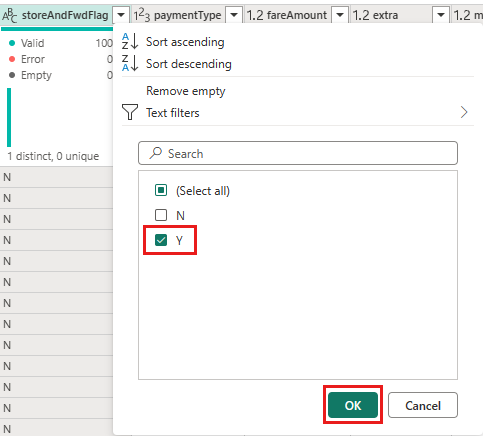 ABC storeAndFwdFlag 123 paymentType 1.2 fareAmount 1.2 extra 1.2 m
Valid 100
Error 0
Empty 0
1 distinct, 0 unique
N
N
N
N
N
N
N
N
N
N
N
N
N
A Z Sort ascending
Z A Sort descending
Remove empty
Text filters
Search
(Select all)
N
Y
OK Cancel